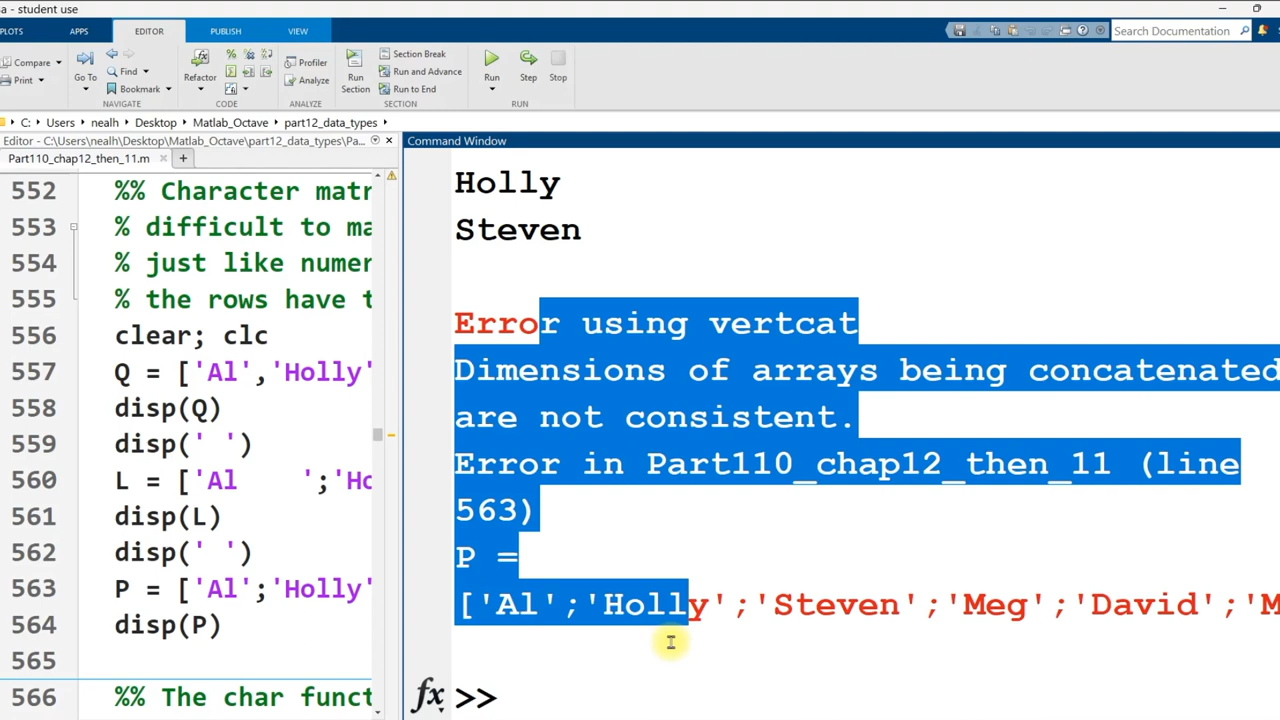 sa - student use
PLOTS
APPS
EDITOR
PUBLISH
VIEW
Search Documentation
Compare
Print
Go To
Find
Bookmark
NAVIGATE
Refactor
CODE
Profiler
Analyze
ANALYZE
Run Section
Section Break
Run and Advance
Run to End
SECTION
Run
Step
Stop
RUN
C: Users nealh Desktop Matlab_Octave part12_data_types
Editor - C:\Users\nealh\Desktop\Matlab_Octave\part12_data_types\Pa...
Part110_chap12_then_11.m
552 %% Character matr
553 % difficult to ma
554 % just like numer
555 % the rows have t
556 clear; clc
557 Q = ['Al','Holly'
558 disp(Q)
559 disp(' ')
560 L = ['Al    ';'Ho
561 disp(L)
562 disp(' ')
563 P = ['Al';'Holly'
564 disp(P)
565
566 %% The char funct
Command Window
Holly
Steven
Error using vertcat
Dimensions of arrays being concatenated
are not consistent.
Error in Part110_chap12_then_11 (line
563)
P =
['Al';'Holly';'Steven';'Meg';'David';'M
fx >>